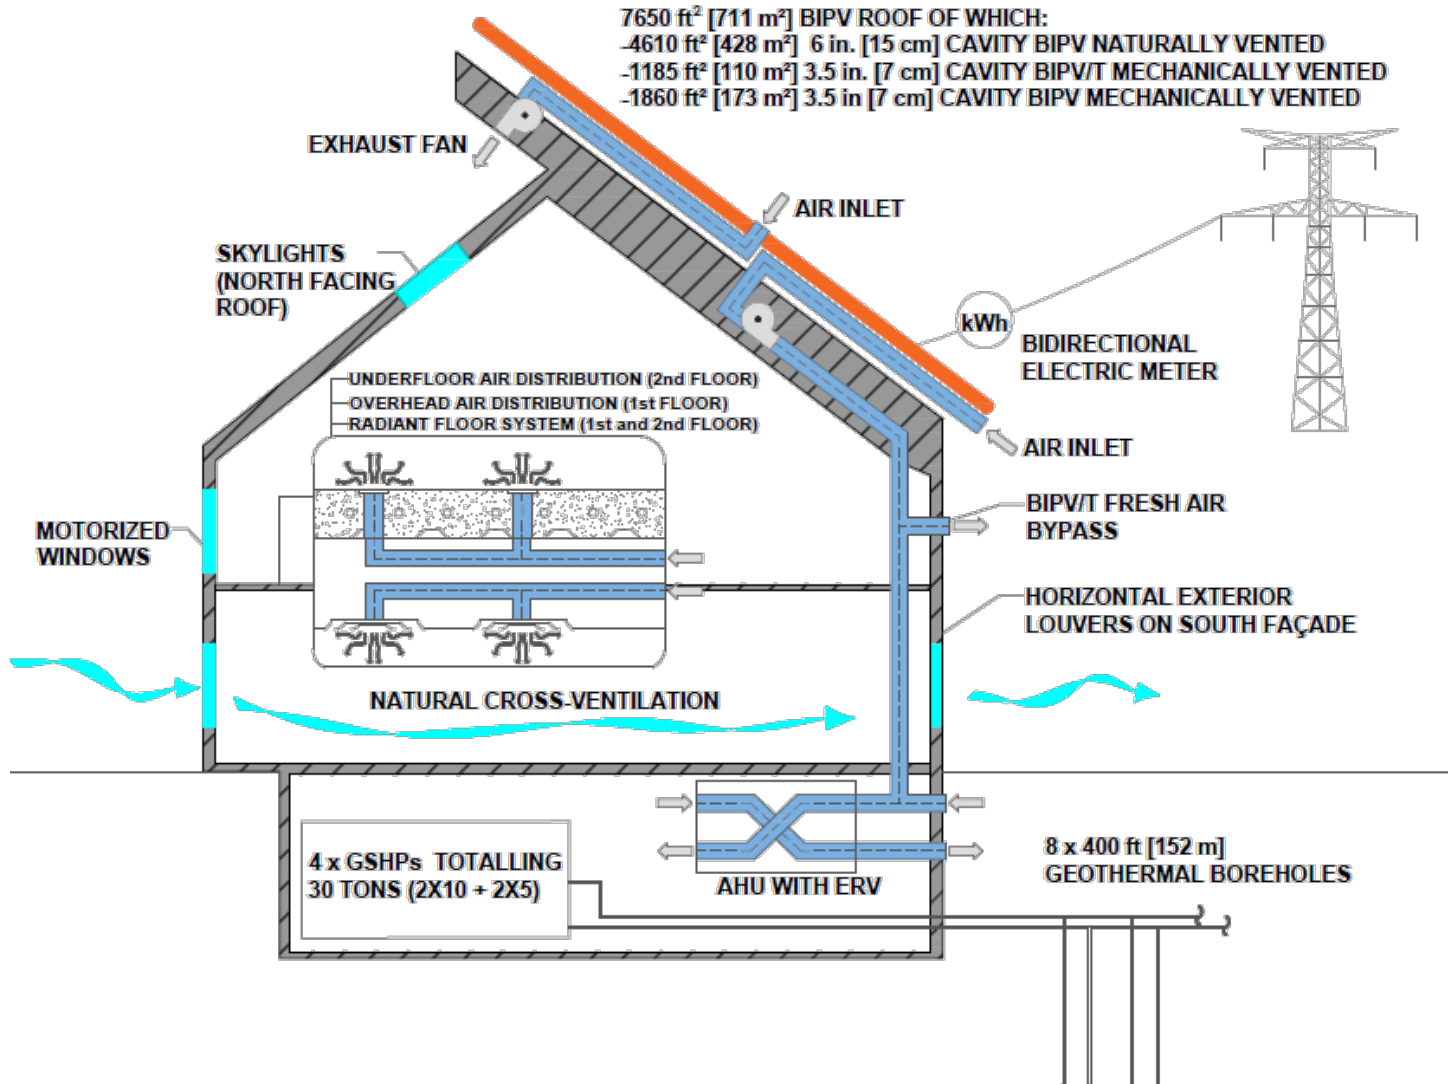 7650 ft² [711 m²] BIPV ROOF OF WHICH:
-4610 ft² [428 m²]  6 in. [15 cm] CAVITY BIPV NATURALLY VENTED
-1185 ft² [110 m²] 3.5 in. [7 cm] CAVITY BIPV/T MECHANICALLY VENTED
-1860 ft² [173 m²] 3.5 in [7 cm] CAVITY BIPV MECHANICALLY VENTED
EXHAUST FAN
AIR INLET
SKYLIGHTS
(NORTH FACING
ROOF)
kWh
BIDIRECTIONAL
ELECTRIC METER
UNDERFLOOR AIR DISTRIBUTION (2nd FLOOR)
OVERHEAD AIR DISTRIBUTION (1st FLOOR)
RADIANT FLOOR SYSTEM (1st and 2nd FLOOR)
AIR INLET
BIPV/T FRESH AIR
BYPASS
MOTORIZED
WINDOWS
HORIZONTAL EXTERIOR
LOUVERS ON SOUTH FAÇADE
NATURAL CROSS-VENTILATION
4 x GSHPs  TOTALLING
30 TONS (2X10 + 2X5)
AHU WITH ERV
8 x 400 ft [152 m]
GEOTHERMAL BOREHOLES